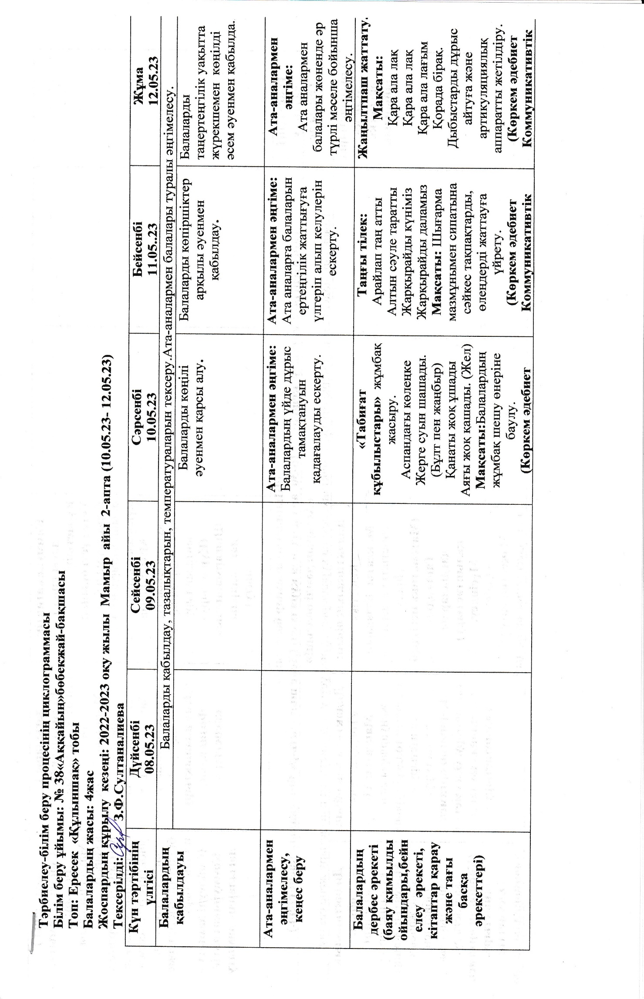 Тәрбиелеу-білім беру процесінің циклограммасы
Білім беру ұйымы: № 38«Аққайың»бөбекжай-бақшасы
Топ: Ересек «Құлыншақ» тобы
Балалардың жасы: 4жас
Жоспардың құрылу кезеңі: 2022-2023 оқу жылы Мамыр айы 2-апта (10.05.23- 12.05.23)
Тексерілді: З.Ф.Султаналиева
Күн тәртібінің
үлгісі
Дүйсенбі
08.05.23
Сейсенбі
09.05.23
Сәрсенбі
10.05.23
Бейсенбі
11.05..23
Жұма
12.05.23
Балалардың
қабылдауы
Балаларды қабылдау, тазалықтарын, температураларын тексеру.Ата-аналармен балалары туралы әңгімелесу.
Балаларды көңілі
әуенмен қарсы алу.
Балаларды көпіршіктер
арқылы әуенмен
қабылдау.
Балаларды
таңертеңгілік уақытта
жүрекшемен көңілді
әсем әуенмен қабылда.
Ата-аналармен
әңгімелесу,
кеңес беру
Ата-аналармен әңгіме:
Балалардың үйде дұрыс
тамақтануын
қадағалауды ескерту.
Ата-аналармен әңгіме:
Ата аналарға балаларын
ертеңгілік жаттығуға
үлгеріп алып келулерін
ескерту.
Ата-аналармен
әңгіме:
Ата аналармен
балалары жөненде әр
түрлі мәселе бойынша
әңгімелесу.
Балалардың
дербес әрекеті
(баяу қимылды
ойындары,бейн
елеу әрекеті,
кітаптар қарау
және тағы
басқа
әрекеттері)
«Табиғат
құбылыстары» жұмбақ
жасыру.
Аспандағы көлеңке
Жерге суын шашады.
(Бұлт пен жаңбыр)
Қанаты жоқ ұшады
Аяғы жоқ қашады. (Жел)
Мақсаты:Балалардың
жұмбақ шешу өнеріне
баулу.
(Көркем әдебиет
Таңғы тілек:
Арайлап таң атты
Алтын сәуле таратты
Жарқырайды күніміз
Жарқырайды даламыз
Мақсаты: Шығарма
мазмұнымен сипатына
сәйкес тақпақтарды,
өлеңдерді жаттауға
үйрету.
(Көркем әдебиет
Коммуникативтік
Жаңылтпаш жаттату.
Мақсаты:
Қара ала лақ
Қара ала лақ
Қара ала лағым
Қорада бірақ.
Дыбыстарды дұрыс
айтуға және
артикуляциялық
аппаратты жетілдіру.
(Көркем әдебиет
Коммуникативтік